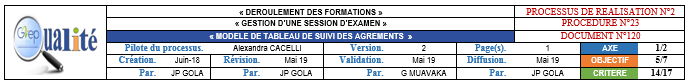 Gfep
Qualité
« DEROULEMENT DES FORMATIONS » PROCESSUS DE REALISATION N°2
« GESTION D'UNE SESSION D'EXAMEN » PROCEDURE N°23
« MODELE DE TABLEAU DE SUIVI DES AGREMENTS » DOCUMENT N°120
Pilote du processus. Alexandra CACELLI Version. 2 Page(s). 1 AXE 1/2
Création. Juin-18 Révision. Mai 19 Validation. Mai 19 Diffusion. Mai 19 OBJECTIF 5/7
Par. JP GOLA Par. JP GOLA Par. G MUAVAKA Par. JP GOLA CRITERE 14/17